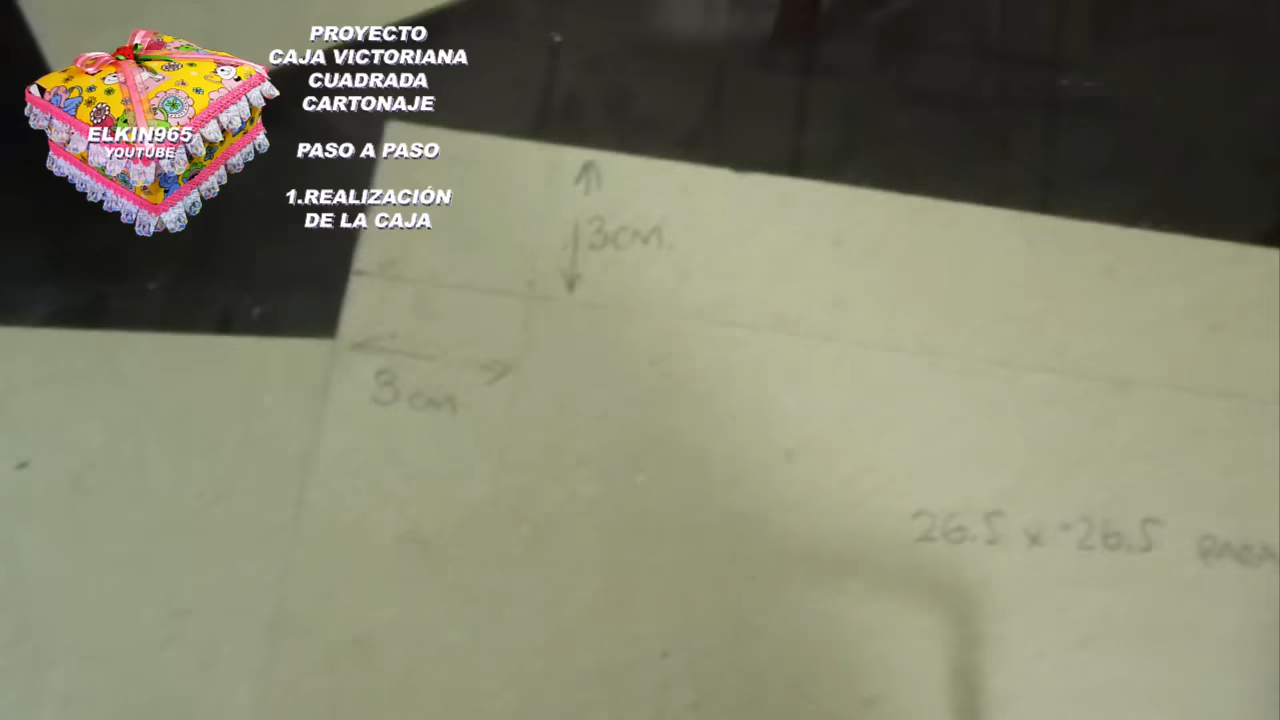 PROYECTO
CAJA VICTORIANA
CUADRADA
CARTONAJE
PASO A PASO
1.REALIZACIÓN
DE LA CAJA
ELKIN965
YOUTUBE
3cm.
3cm
26.5 x 26.5